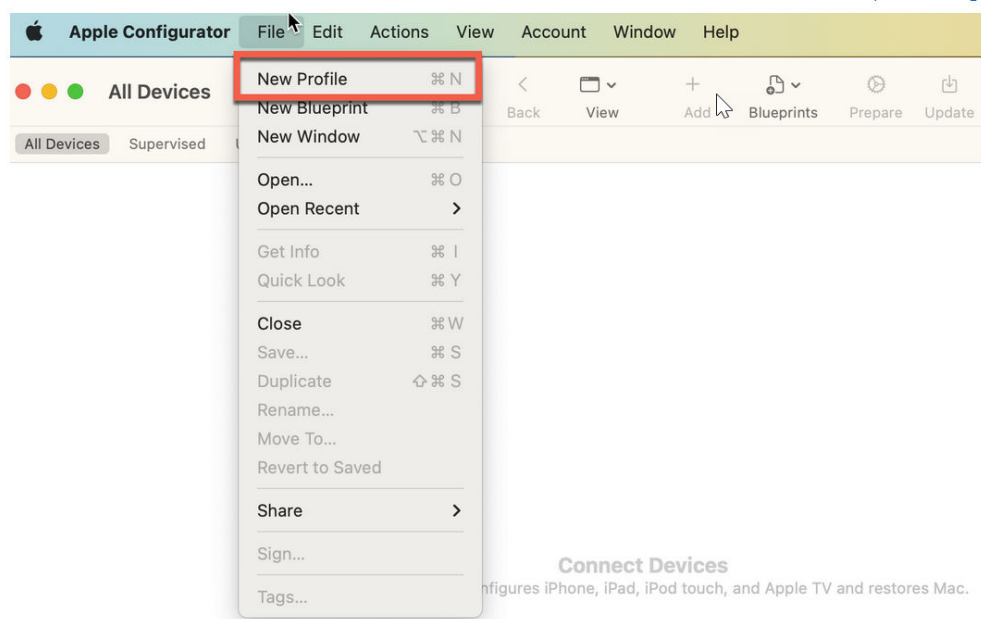 Apple Configurator File Edit Actions View Account Window Help
All Devices
Back View Add Blueprints Prepare Update
All Devices Supervised
New Profile ⌘ N
New Blueprint ⌘ B
New Window ⌥ ⌘ N
Open... ⌘ O
Open Recent >
Get Info ⌘ I
Quick Look ⌘ Y
Close ⌘ W
Save... ⌘ S
Duplicate ⇧ ⌘ S
Rename...
Move To...
Revert to Saved
Share >
Sign...
Tags...
Connect Devices
nfigures iPhone, iPad, iPod touch, and Apple TV and restores Mac.